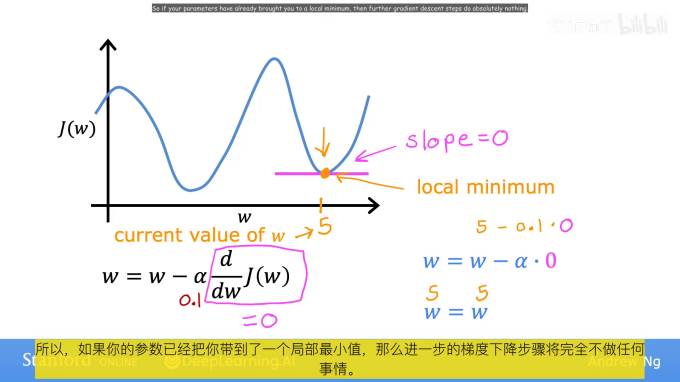 So if your parameters have already brought you to a local minimum, then further gradient descent steps do absolutely nothing.
bilibili
J(w)
slope=0
local minimum
w
5
current value of w →
5 - 0.1 · 0
w = w - α d/dw J(w)
w = w - α · 0
0.1
=0
5 5
w = w
所以，如果你的参数已经把你带到了一个局部最小值，那么进一步的梯度下降步骤将完全不做任何
事情。
Stanford ONLINE DeepLearning.AI Andrew Ng